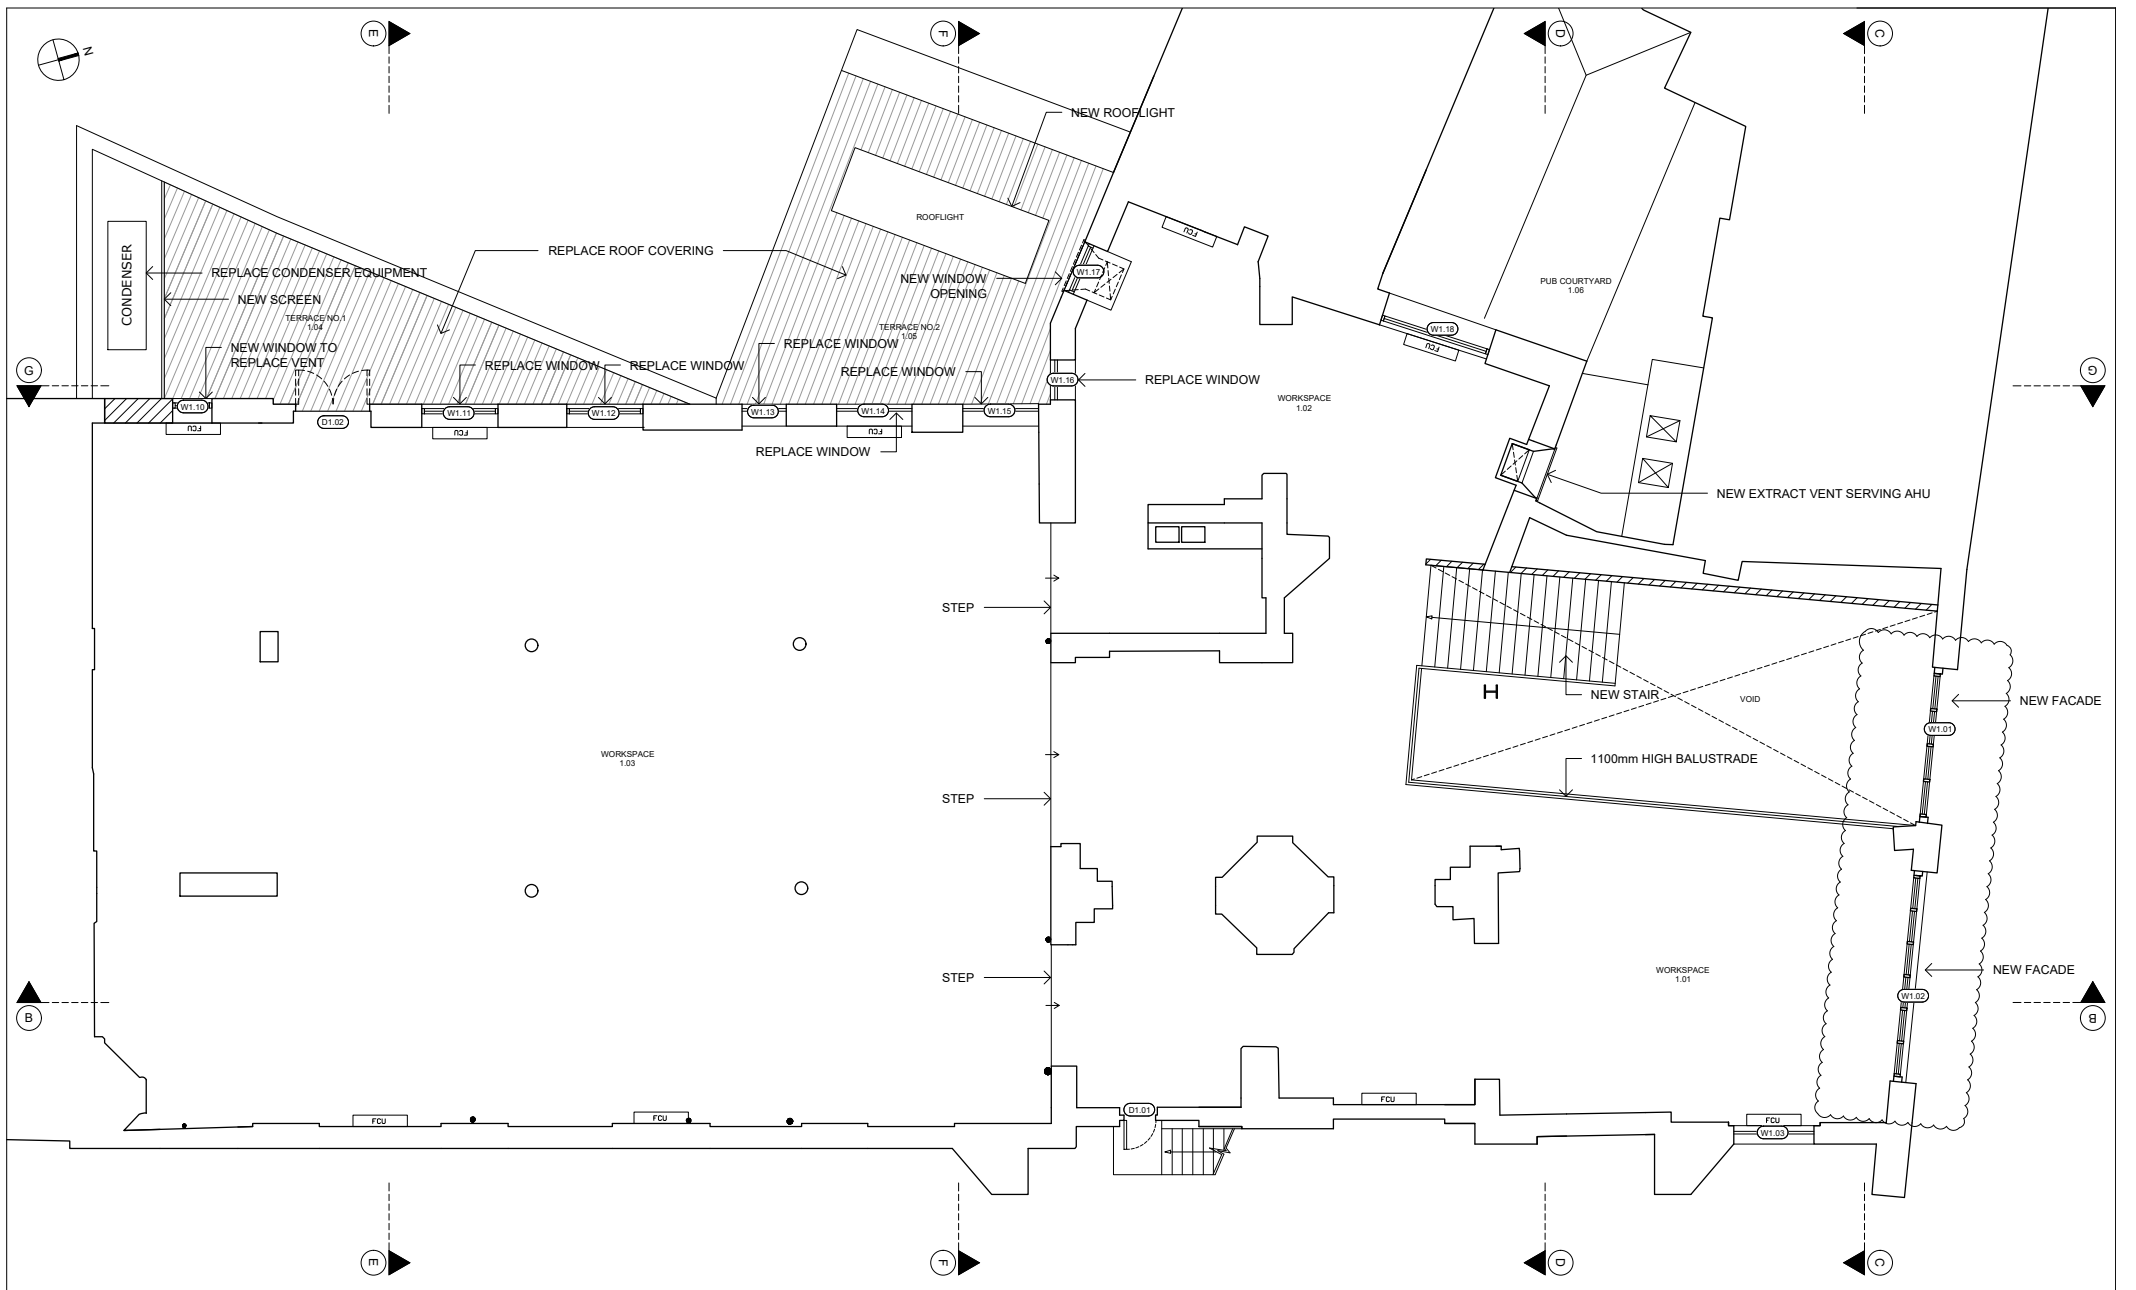 E
F
D
C
N
NEW ROOFLIGHT
ROOFLIGHT
REPLACE ROOF COVERING
FCU
CONDENSER
REPLACE CONDENSER EQUIPMENT
NEW SCREEN
TERRACE NO.1
1.04
NEW WINDOW
OPENING
W1.17
PUB COURTYARD
1.06
TERRACE NO.2
1.05
W1.18
FCU
NEW WINDOW TO
REPLACE VENT
REPLACE WINDOW
REPLACE WINDOW
REPLACE WINDOW
REPLACE WINDOW
W1.16
REPLACE WINDOW
G
G
WORKSPACE
1.02
W1.10
FCU
D1.02
W1.11
FCU
W1.12
W1.13
W1.14
FCU
W1.15
REPLACE WINDOW
NEW EXTRACT VENT SERVING AHU
STEP
H
NEW STAIR
VOID
NEW FACADE
W1.01
WORKSPACE
1.03
1100mm HIGH BALUSTRADE
STEP
STEP
WORKSPACE
1.01
NEW FACADE
W1.02
B
B
FCU
FCU
D1.01
FCU
FCU
W1.03
E
F
D
C